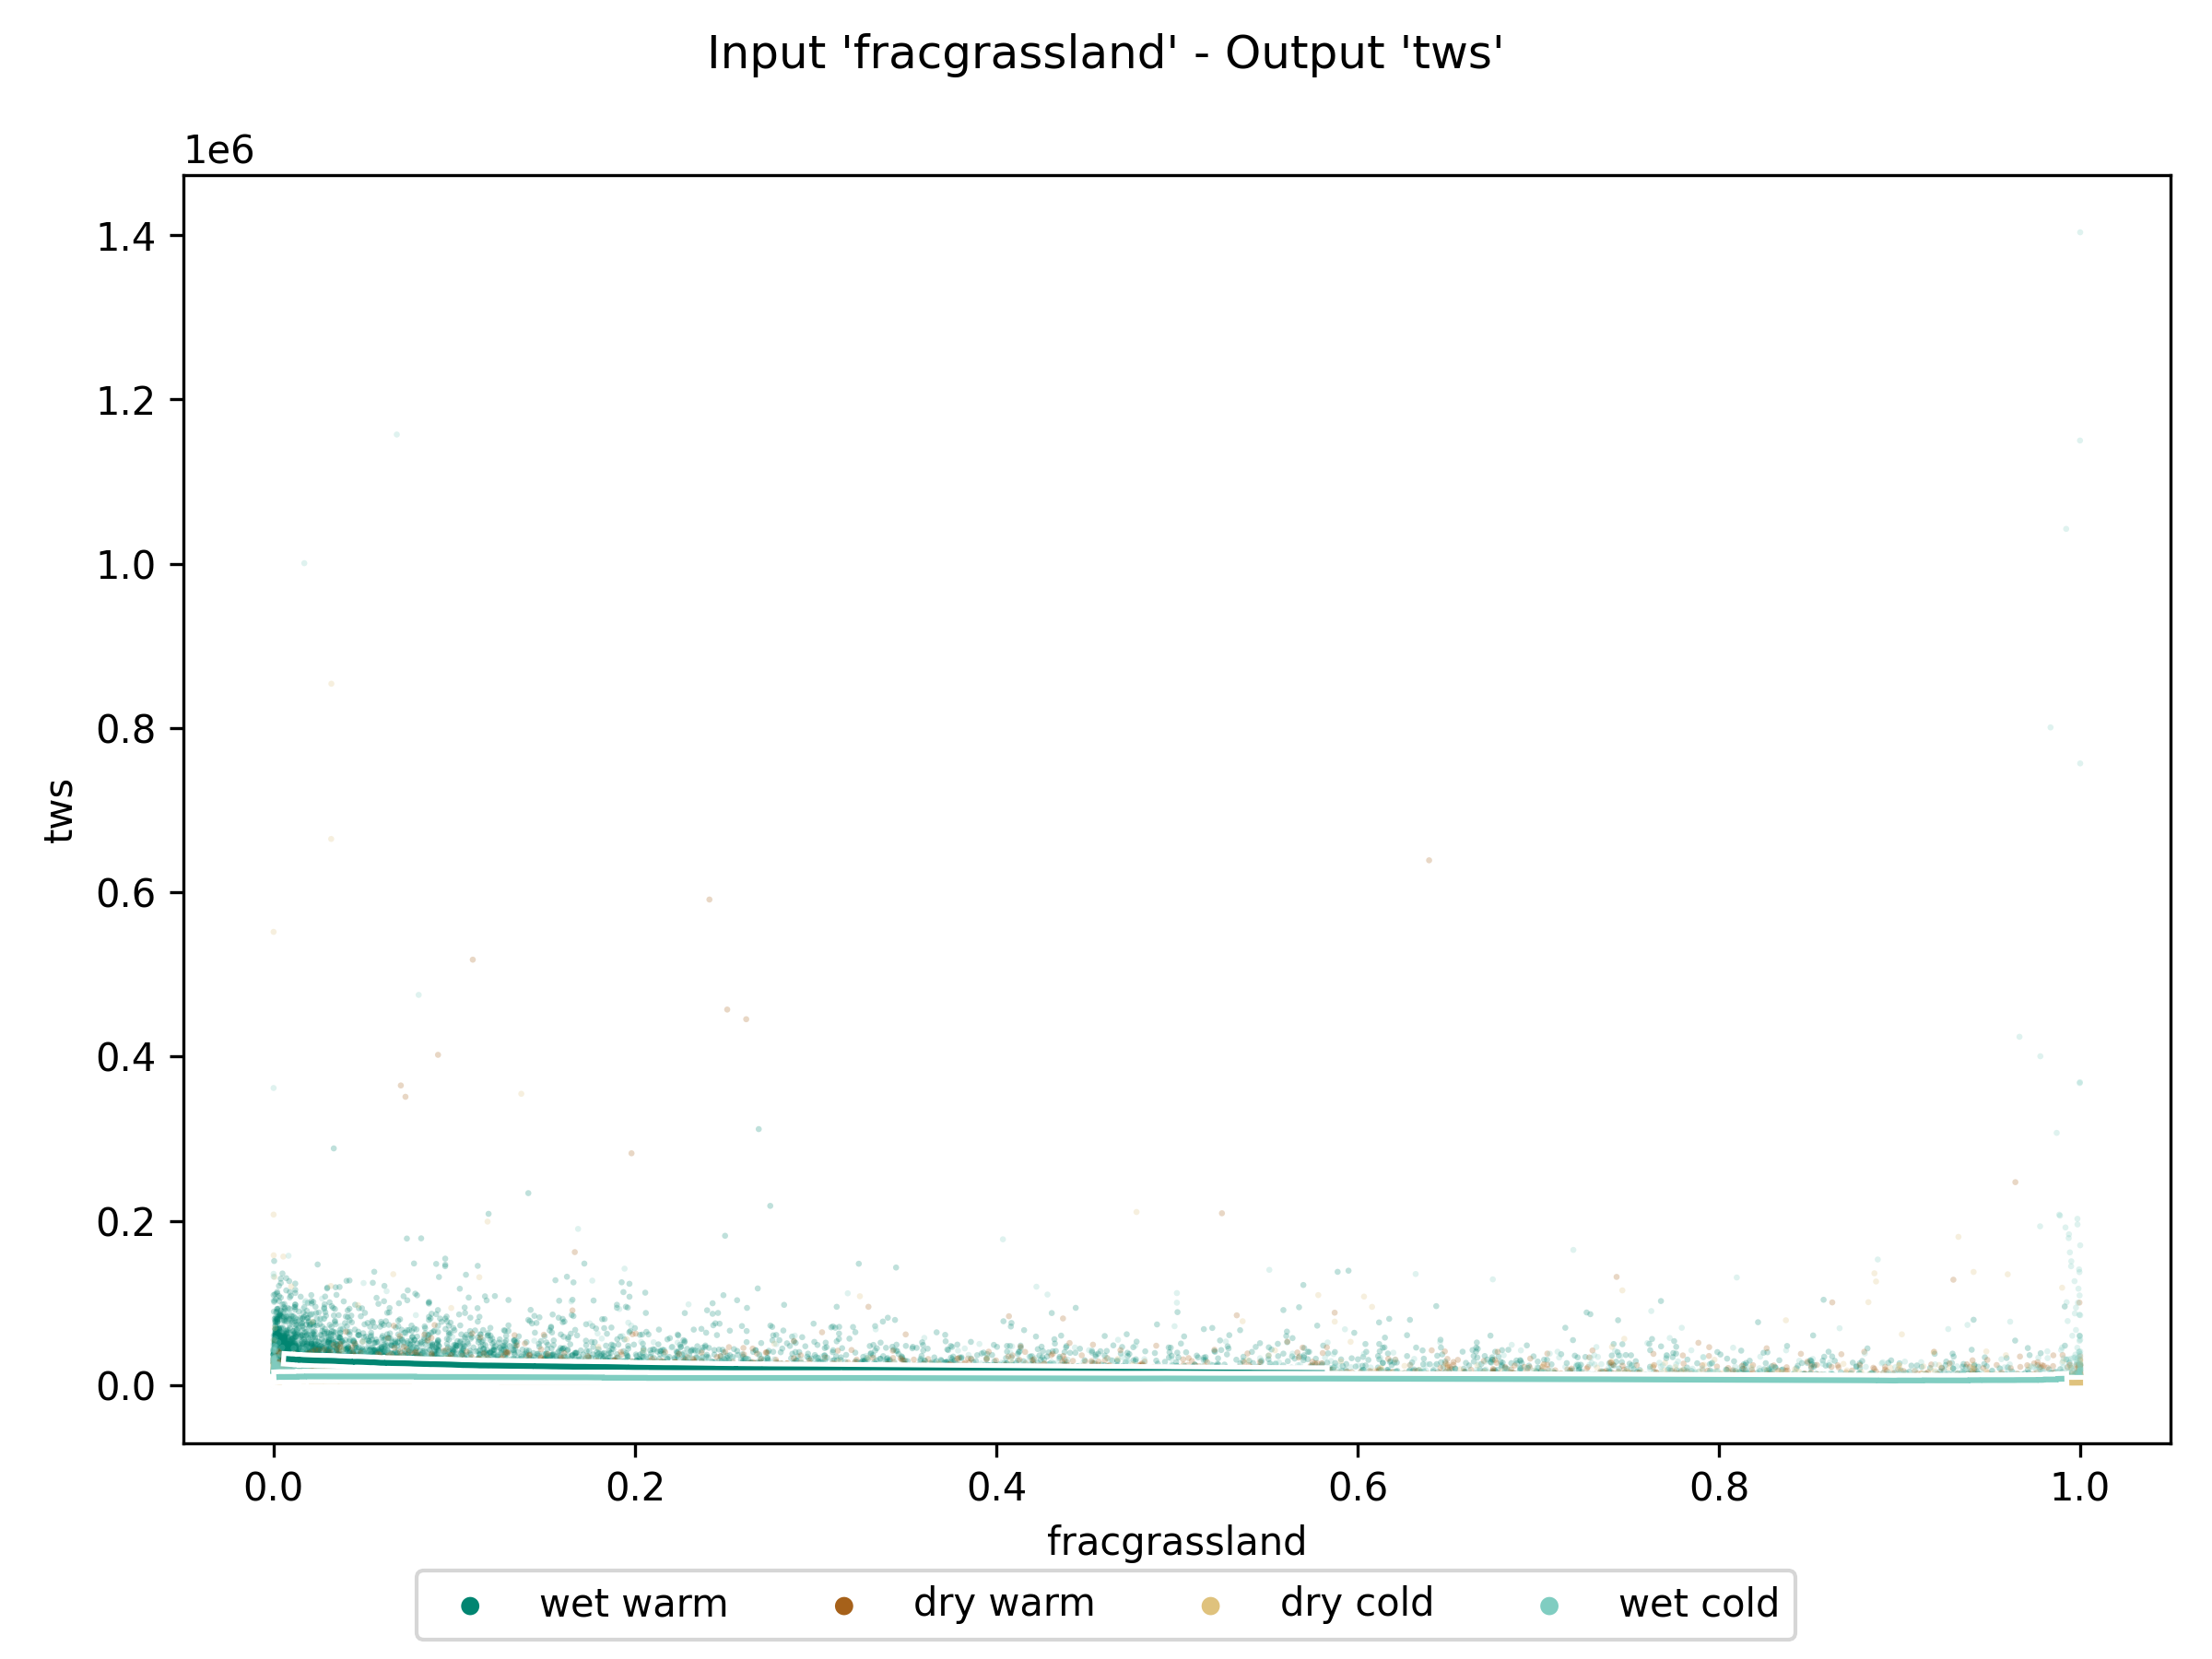 Input 'fracgrassland' - Output 'tws'
1e6
1.4
1.2
1.0
0.8
0.6
0.4
0.2
0.0
tws
0.0 0.2 0.4 0.6 0.8 1.0
fracgrassland
wet warm dry warm dry cold wet cold